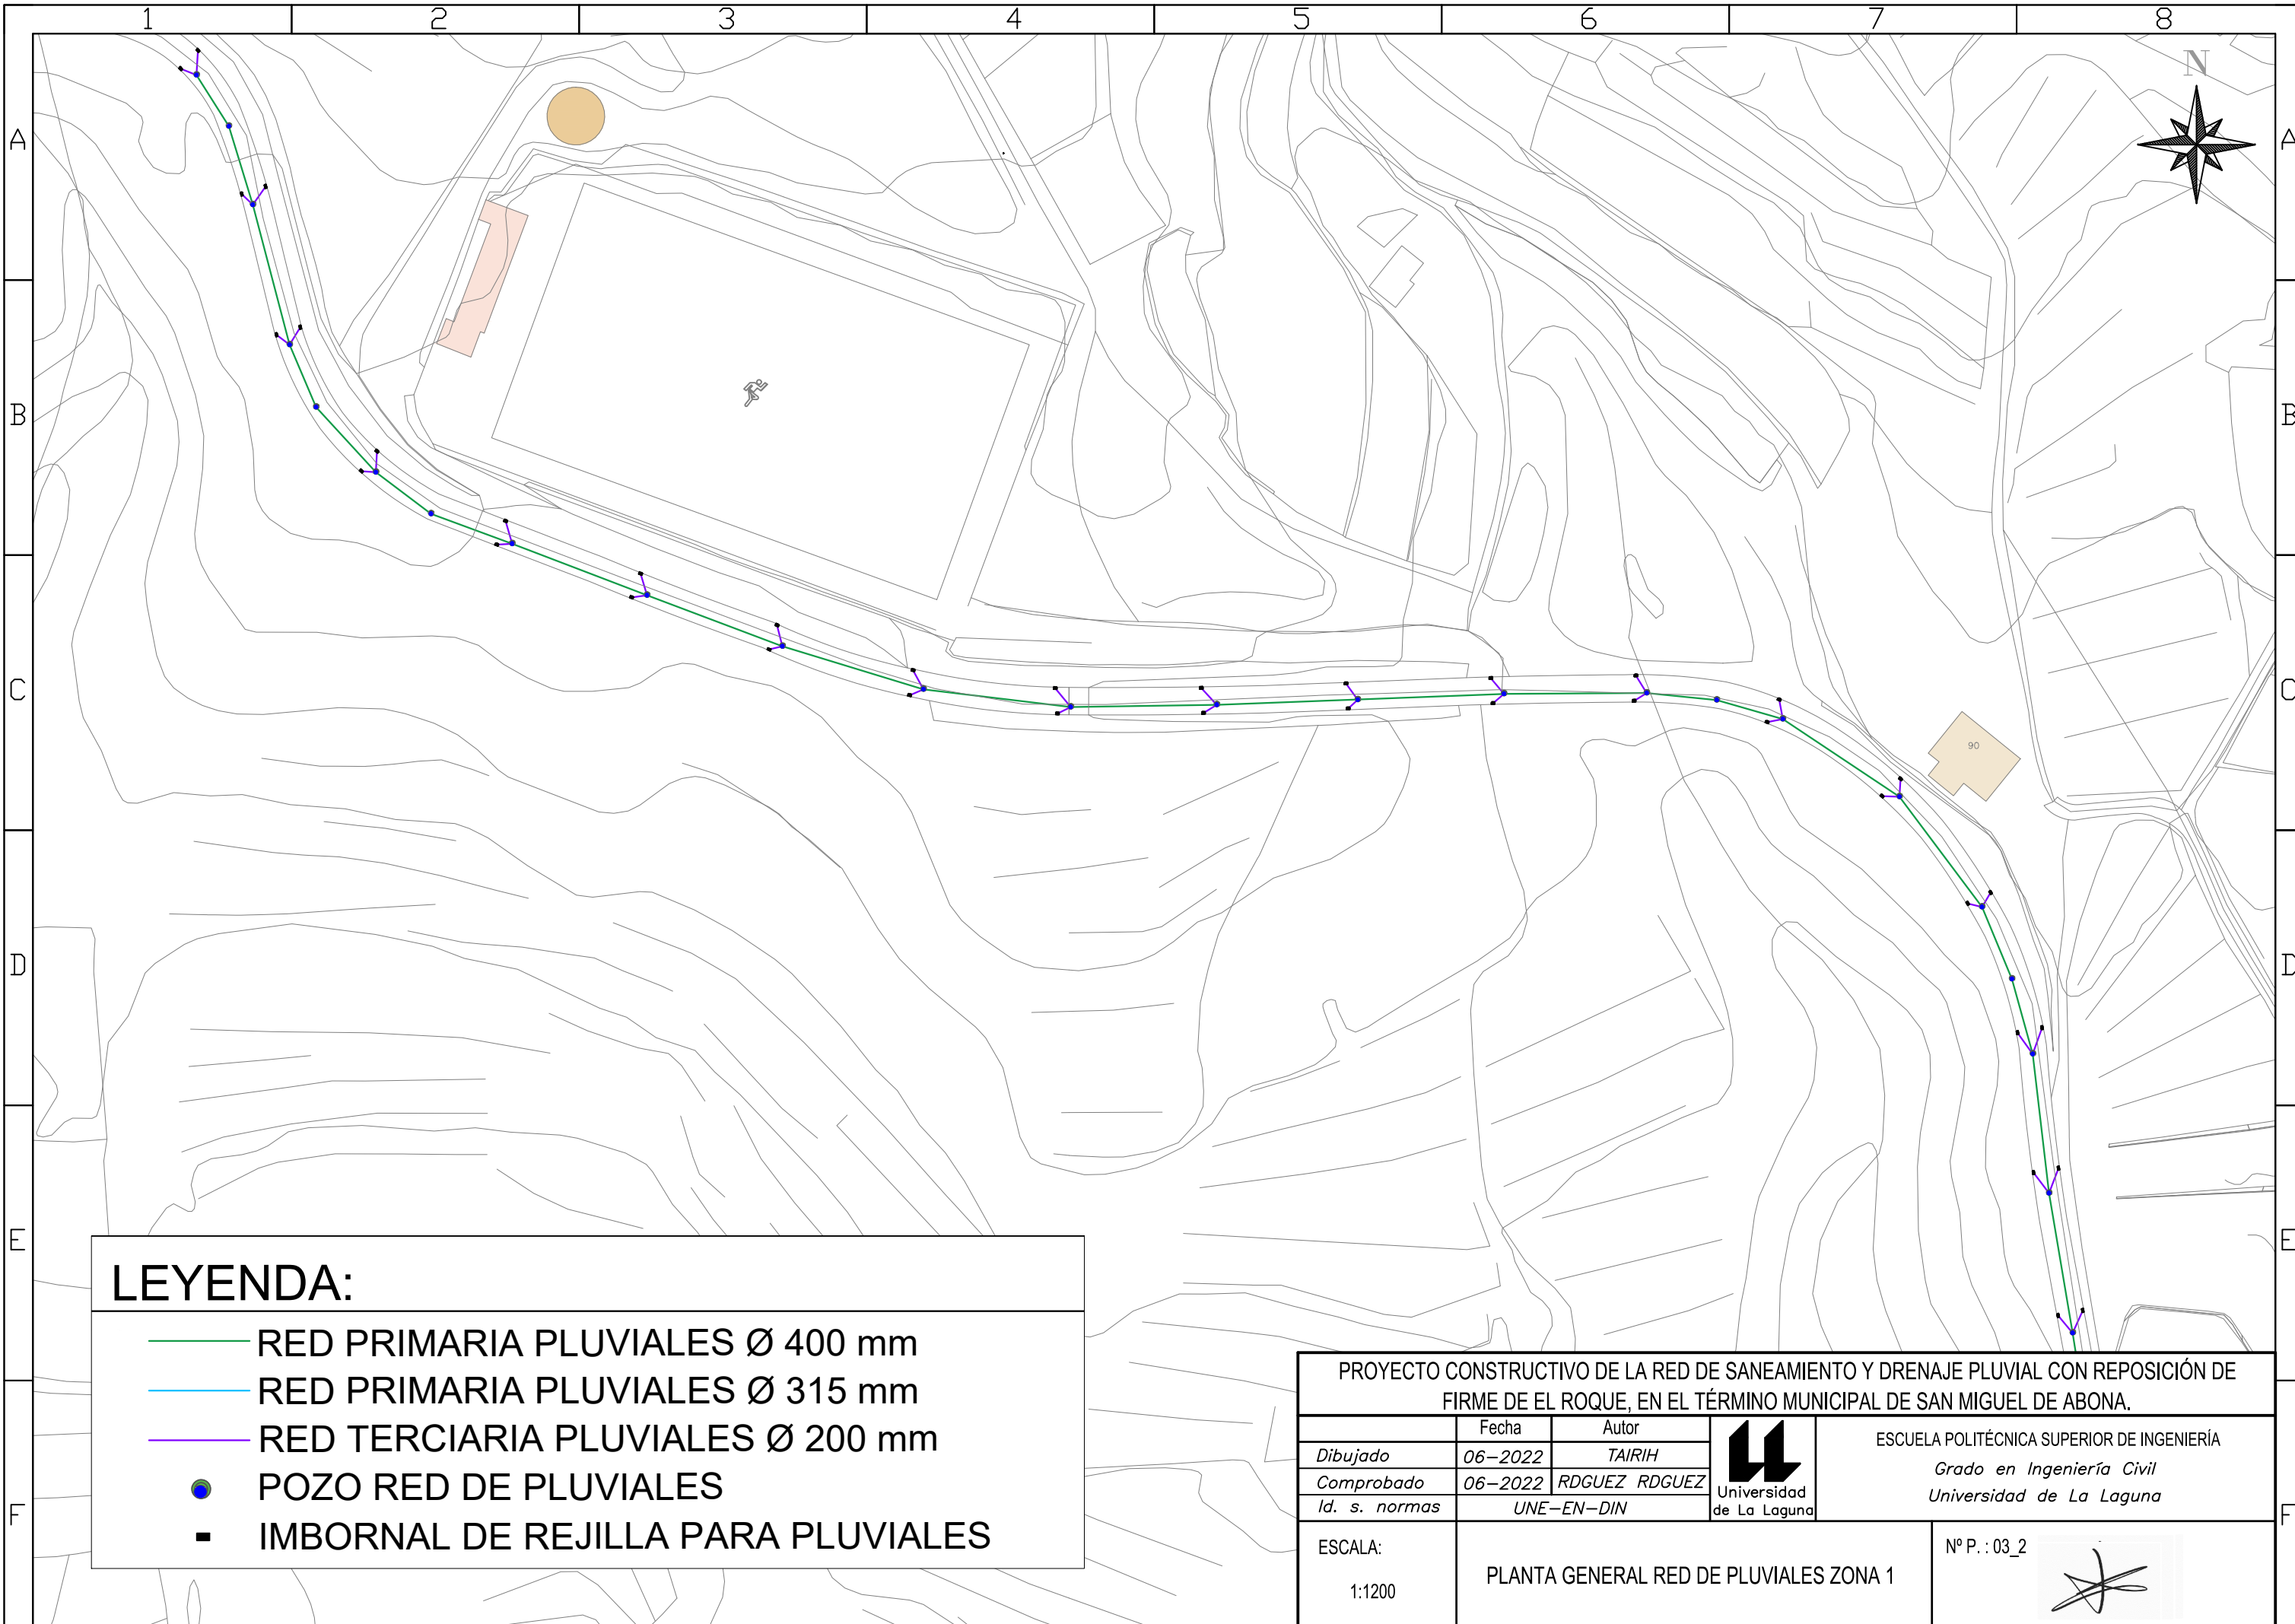 1 2 3 4 5 6 7 8
N
A A
B B
C C
90
D D
E E
LEYENDA:
RED PRIMARIA PLUVIALES Ø 400 mm
RED PRIMARIA PLUVIALES Ø 315 mm
RED TERCIARIA PLUVIALES Ø 200 mm
POZO RED DE PLUVIALES
IMBORNAL DE REJILLA PARA PLUVIALES
F F
PROYECTO CONSTRUCTIVO DE LA RED DE SANEAMIENTO Y DRENAJE PLUVIAL CON REPOSICIÓN DE
FIRME DE EL ROQUE, EN EL TÉRMINO MUNICIPAL DE SAN MIGUEL DE ABONA.
Fecha Autor
Dibujado 06-2022 TAIRIH
Comprobado 06-2022 RDGUEZ RDGUEZ
Id. s. normas UNE-EN-DIN
Universidad
de La Laguna
ESCUELA POLITÉCNICA SUPERIOR DE INGENIERÍA
Grado en Ingeniería Civil
Universidad de La Laguna
ESCALA:
1:1200
PLANTA GENERAL RED DE PLUVIALES ZONA 1
Nº P. : 03_2